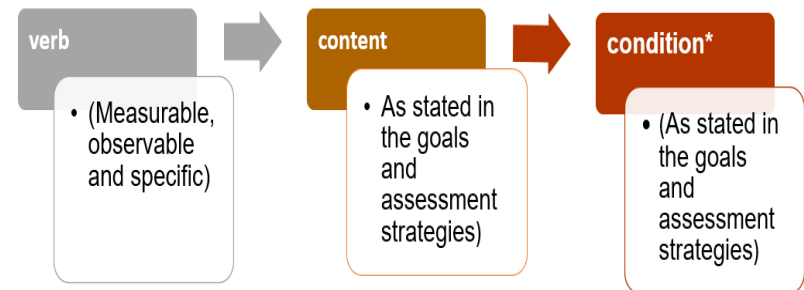 verb
• (Measurable,
observable
and specific)
content
• As stated in
the goals
and
assessment
strategies)
condition*
• (As stated in
the goals
and
assessment
strategies)